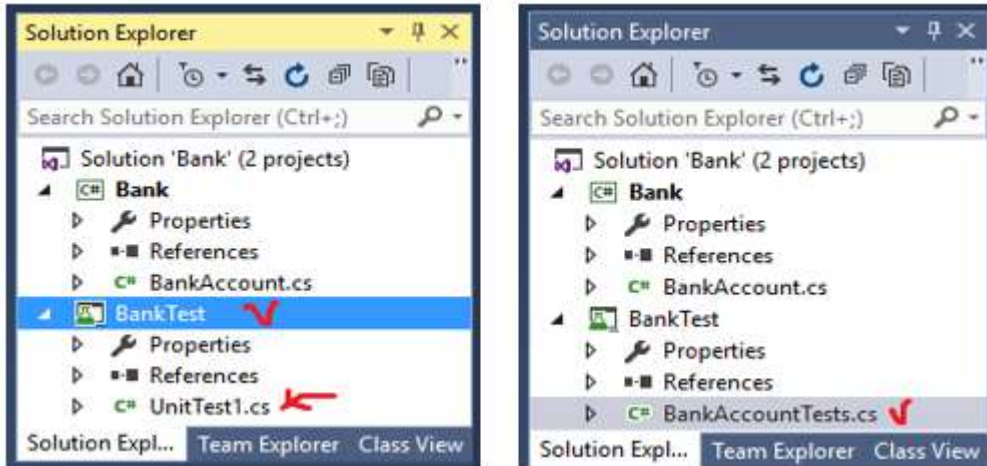 Solution Explorer
Search Solution Explorer (Ctrl+;)
Solution 'Bank' (2 projects)
C# Bank
Properties
References
C# BankAccount.cs
BankTest
Properties
References
C# UnitTest1.cs
Solution Expl... Team Explorer Class View
Solution Explorer
Search Solution Explorer (Ctrl+;)
Solution 'Bank' (2 projects)
C# Bank
Properties
References
C# BankAccount.cs
BankTest
Properties
References
C# BankAccountTests.cs
Solution Expl... Team Explorer Class View